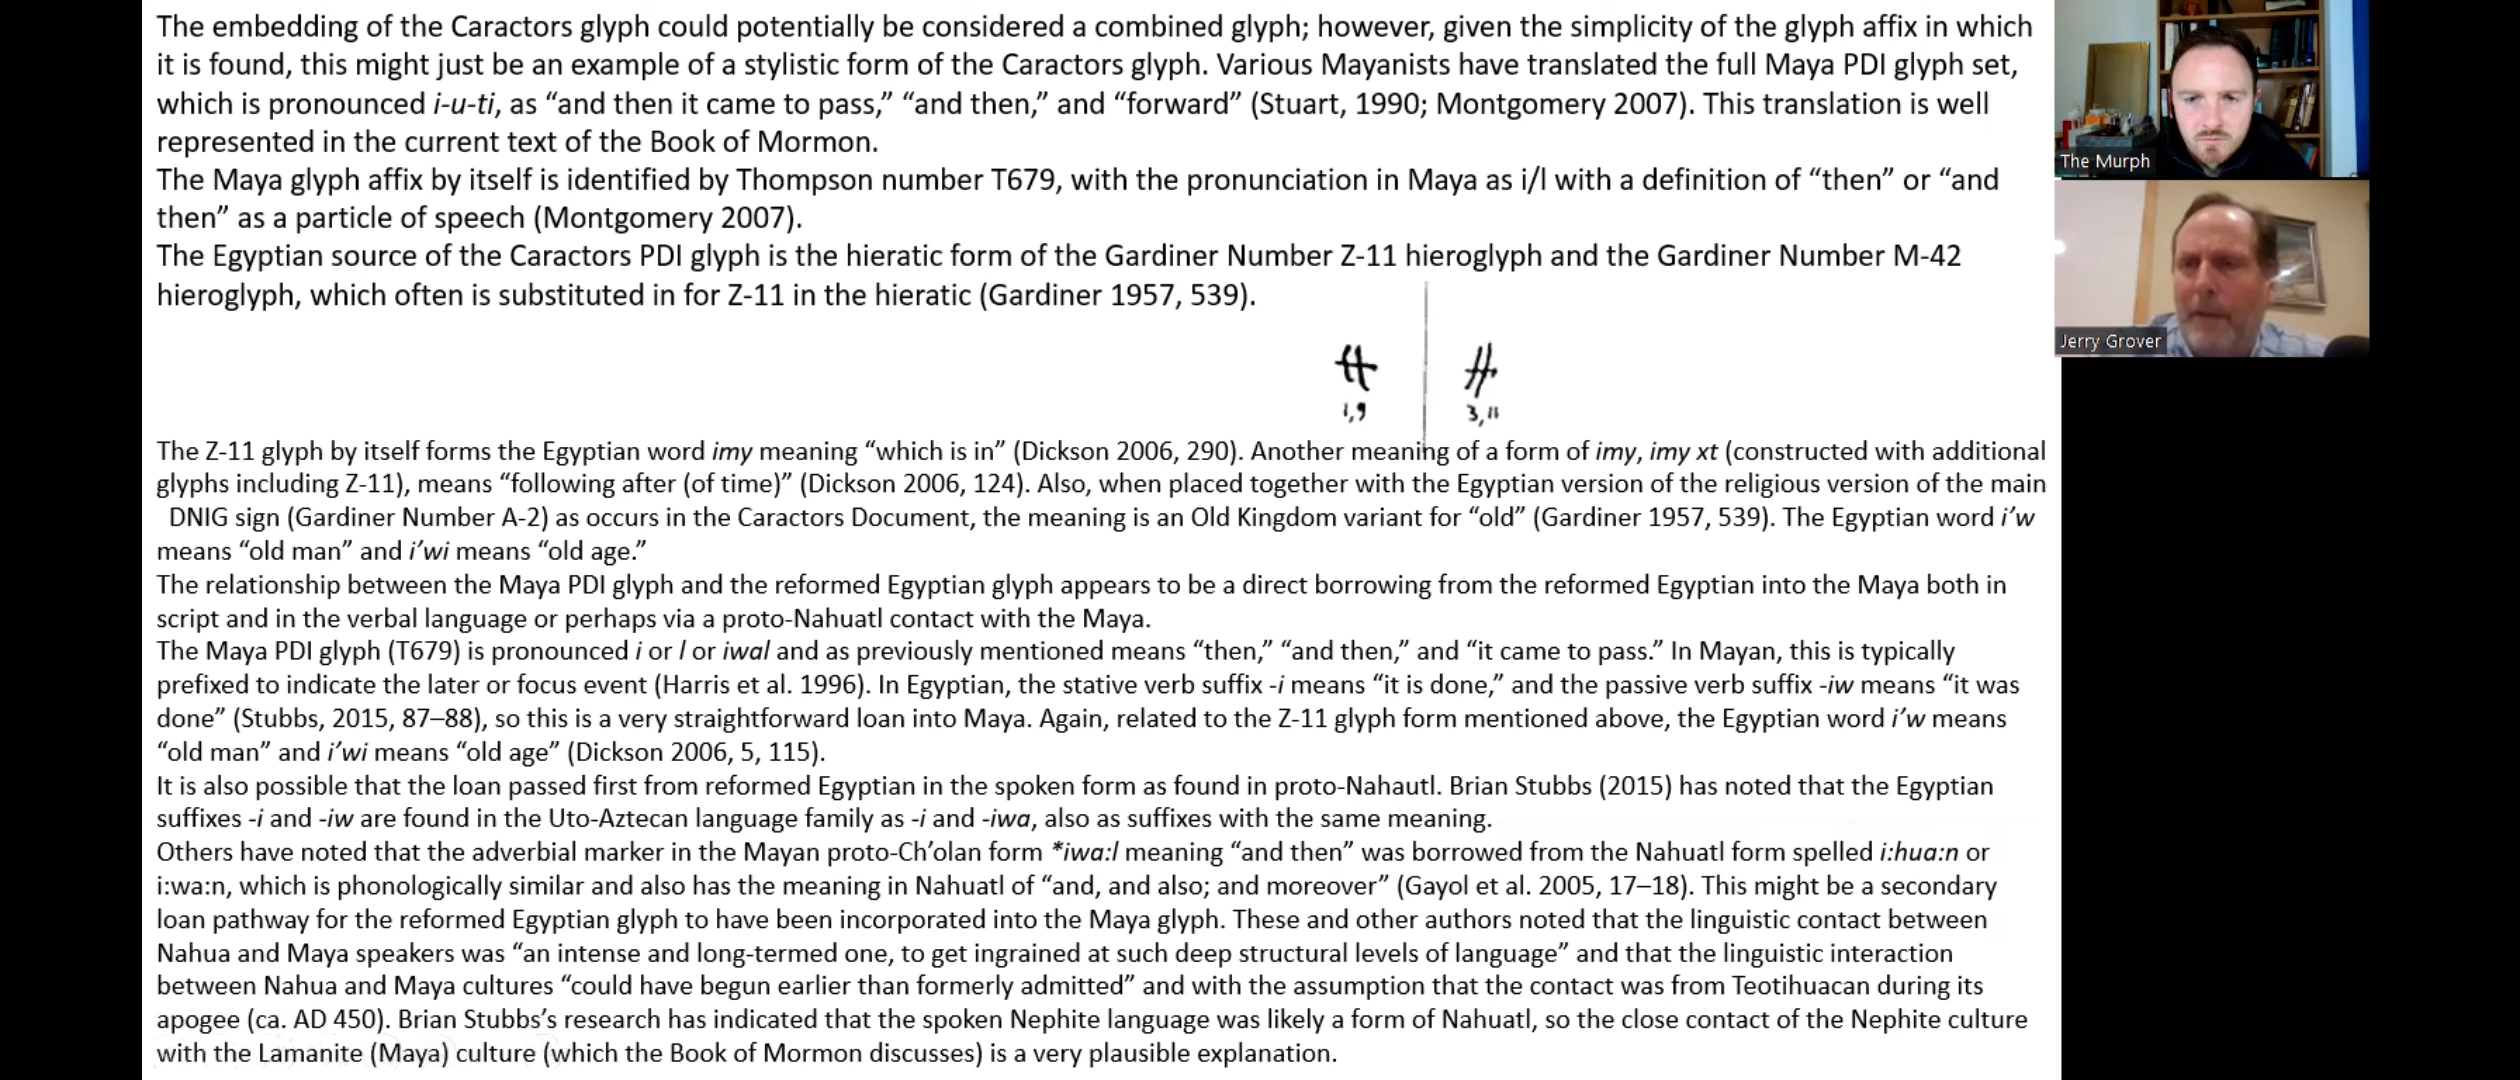 The embedding of the Caractors glyph could potentially be considered a combined glyph; however, given the simplicity of the glyph affix in which
it is found, this might just be an example of a stylistic form of the Caractors glyph. Various Mayanists have translated the full Maya PDI glyph set,
which is pronounced i-u-ti, as “and then it came to pass,” “and then,” and “forward” (Stuart, 1990; Montgomery 2007). This translation is well
represented in the current text of the Book of Mormon.
The Maya glyph affix by itself is identified by Thompson number T679, with the pronunciation in Maya as i/l with a definition of “then” or “and
then” as a particle of speech (Montgomery 2007).
The Egyptian source of the Caractors PDI glyph is the hieratic form of the Gardiner Number Z-11 hieroglyph and the Gardiner Number M-42
hieroglyph, which often is substituted in for Z-11 in the hieratic (Gardiner 1957, 539).
1,9 3,11
The Z-11 glyph by itself forms the Egyptian word imy meaning “which is in” (Dickson 2006, 290). Another meaning of a form of imy, imy xt (constructed with additional
glyphs including Z-11), means “following after (of time)” (Dickson 2006, 124). Also, when placed together with the Egyptian version of the religious version of the main
DNIG sign (Gardiner Number A-2) as occurs in the Caractors Document, the meaning is an Old Kingdom variant for “old” (Gardiner 1957, 539). The Egyptian word i’w
means “old man” and i’wi means “old age.”
The relationship between the Maya PDI glyph and the reformed Egyptian glyph appears to be a direct borrowing from the reformed Egyptian into the Maya both in
script and in the verbal language or perhaps via a proto-Nahuatl contact with the Maya.
The Maya PDI glyph (T679) is pronounced i or l or iwal and as previously mentioned means “then,” “and then,” and “it came to pass.” In Mayan, this is typically
prefixed to indicate the later or focus event (Harris et al. 1996). In Egyptian, the stative verb suffix -i means “it is done,” and the passive verb suffix -iw means “it was
done” (Stubbs, 2015, 87–88), so this is a very straightforward loan into Maya. Again, related to the Z-11 glyph form mentioned above, the Egyptian word i’w means
“old man” and i’wi means “old age” (Dickson 2006, 5, 115).
It is also possible that the loan passed first from reformed Egyptian in the spoken form as found in proto-Nahautl. Brian Stubbs (2015) has noted that the Egyptian
suffixes -i and -iw are found in the Uto-Aztecan language family as -i and -iwa, also as suffixes with the same meaning.
Others have noted that the adverbial marker in the Mayan proto-Ch’olan form *iwa:l meaning “and then” was borrowed from the Nahuatl form spelled i:hua:n or
i:wa:n, which is phonologically similar and also has the meaning in Nahuatl of “and, and also; and moreover” (Gayol et al. 2005, 17–18). This might be a secondary
loan pathway for the reformed Egyptian glyph to have been incorporated into the Maya glyph. These and other authors noted that the linguistic contact between
Nahua and Maya speakers was “an intense and long-termed one, to get ingrained at such deep structural levels of language” and that the linguistic interaction
between Nahua and Maya cultures “could have begun earlier than formerly admitted” and with the assumption that the contact was from Teotihuacan during its
apogee (ca. AD 450). Brian Stubbs’s research has indicated that the spoken Nephite language was likely a form of Nahuatl, so the close contact of the Nephite culture
with the Lamanite (Maya) culture (which the Book of Mormon discusses) is a very plausible explanation.
The Murph
Jerry Grover